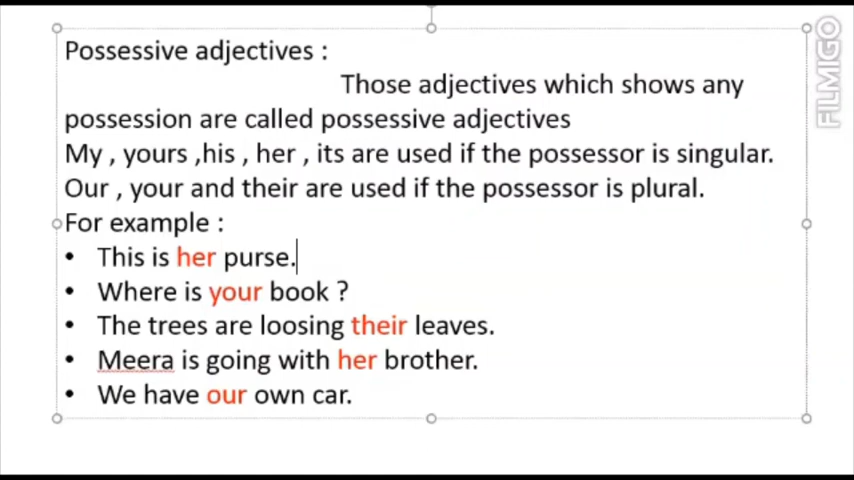 Possessive adjectives :
Those adjectives which shows any
possession are called possessive adjectives
My , yours ,his , her , its are used if the possessor is singular.
Our , your and their are used if the possessor is plural.
For example :
• This is her purse.
• Where is your book ?
• The trees are loosing their leaves.
• Meera is going with her brother.
• We have our own car.
FILMIGO